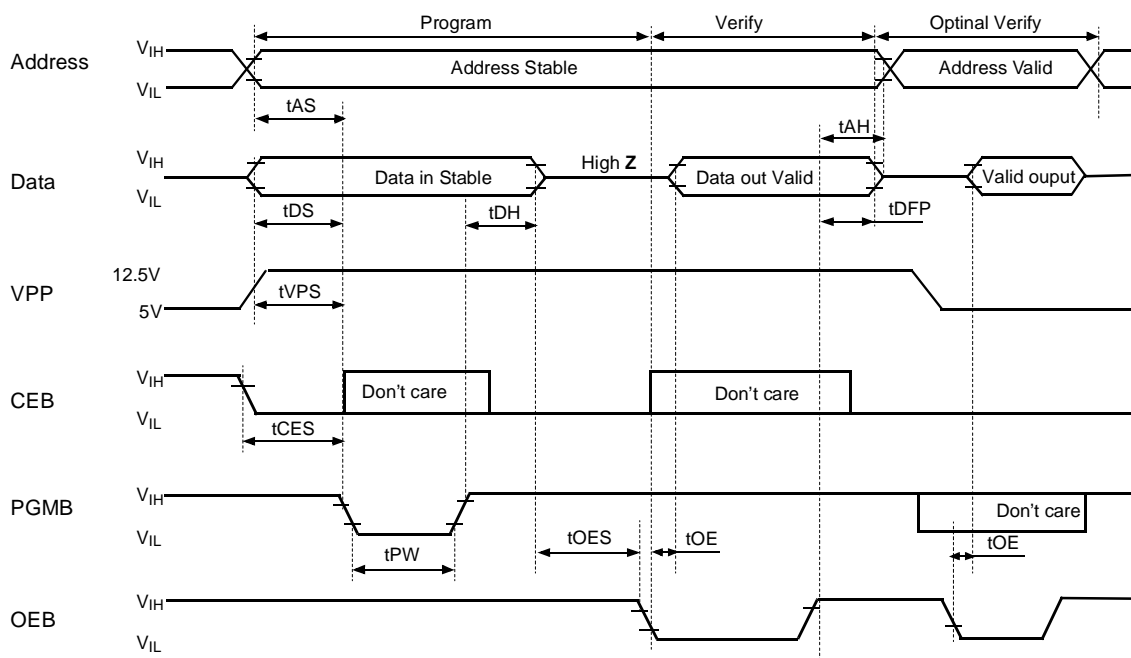 Program Verify Optinal Verify
Address VIH Address Stable Address Valid
VIL
tAS tAH
Data VIH Data in Stable High Z Data out Valid Valid ouput
VIL
tDS tDH tDFP
VPP 12.5V
tVPS
5V
CEB VIH Don't care Don't care
VIL
tCES
PGMB VIH Don't care
VIL
tPW tOES tOE tOE
OEB VIH
VIL